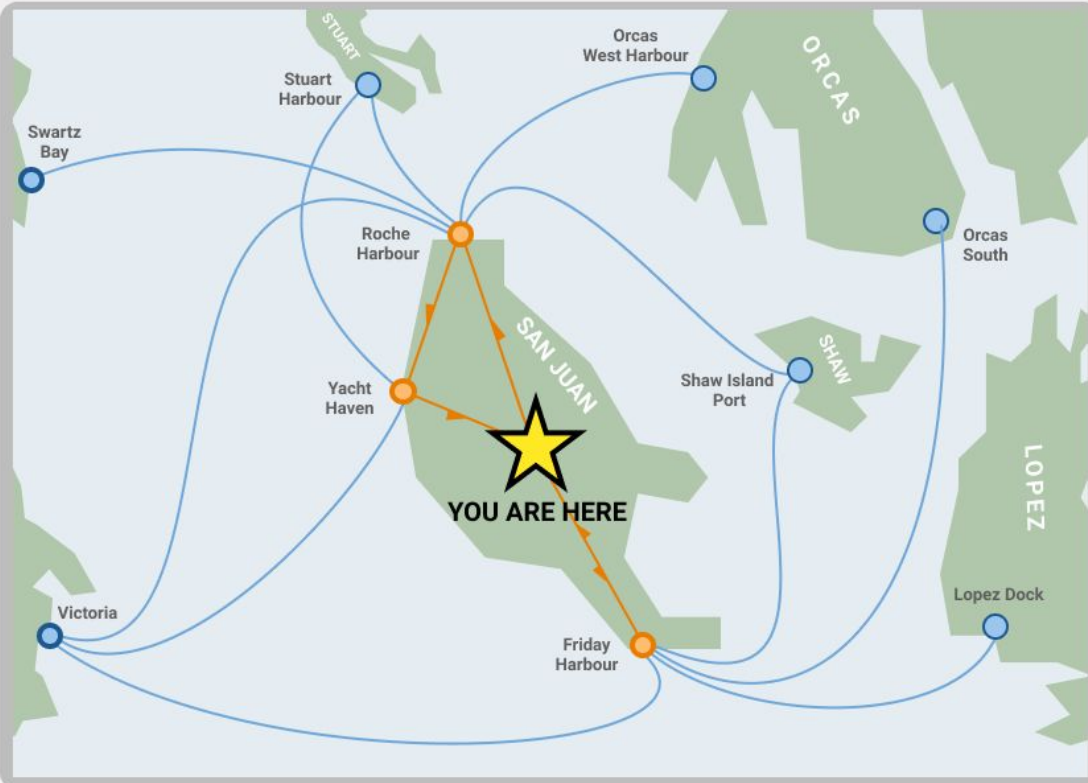 STUART
Orcas
West Harbour
ORCAS
Stuart
Harbour
Swartz
Bay
Roche
Harbour
Orcas
South
SAN JUAN
SHAW
Yacht
Haven
Shaw Island
Port
LOPEZ
YOU ARE HERE
Lopez Dock
Victoria
Friday
Harbour